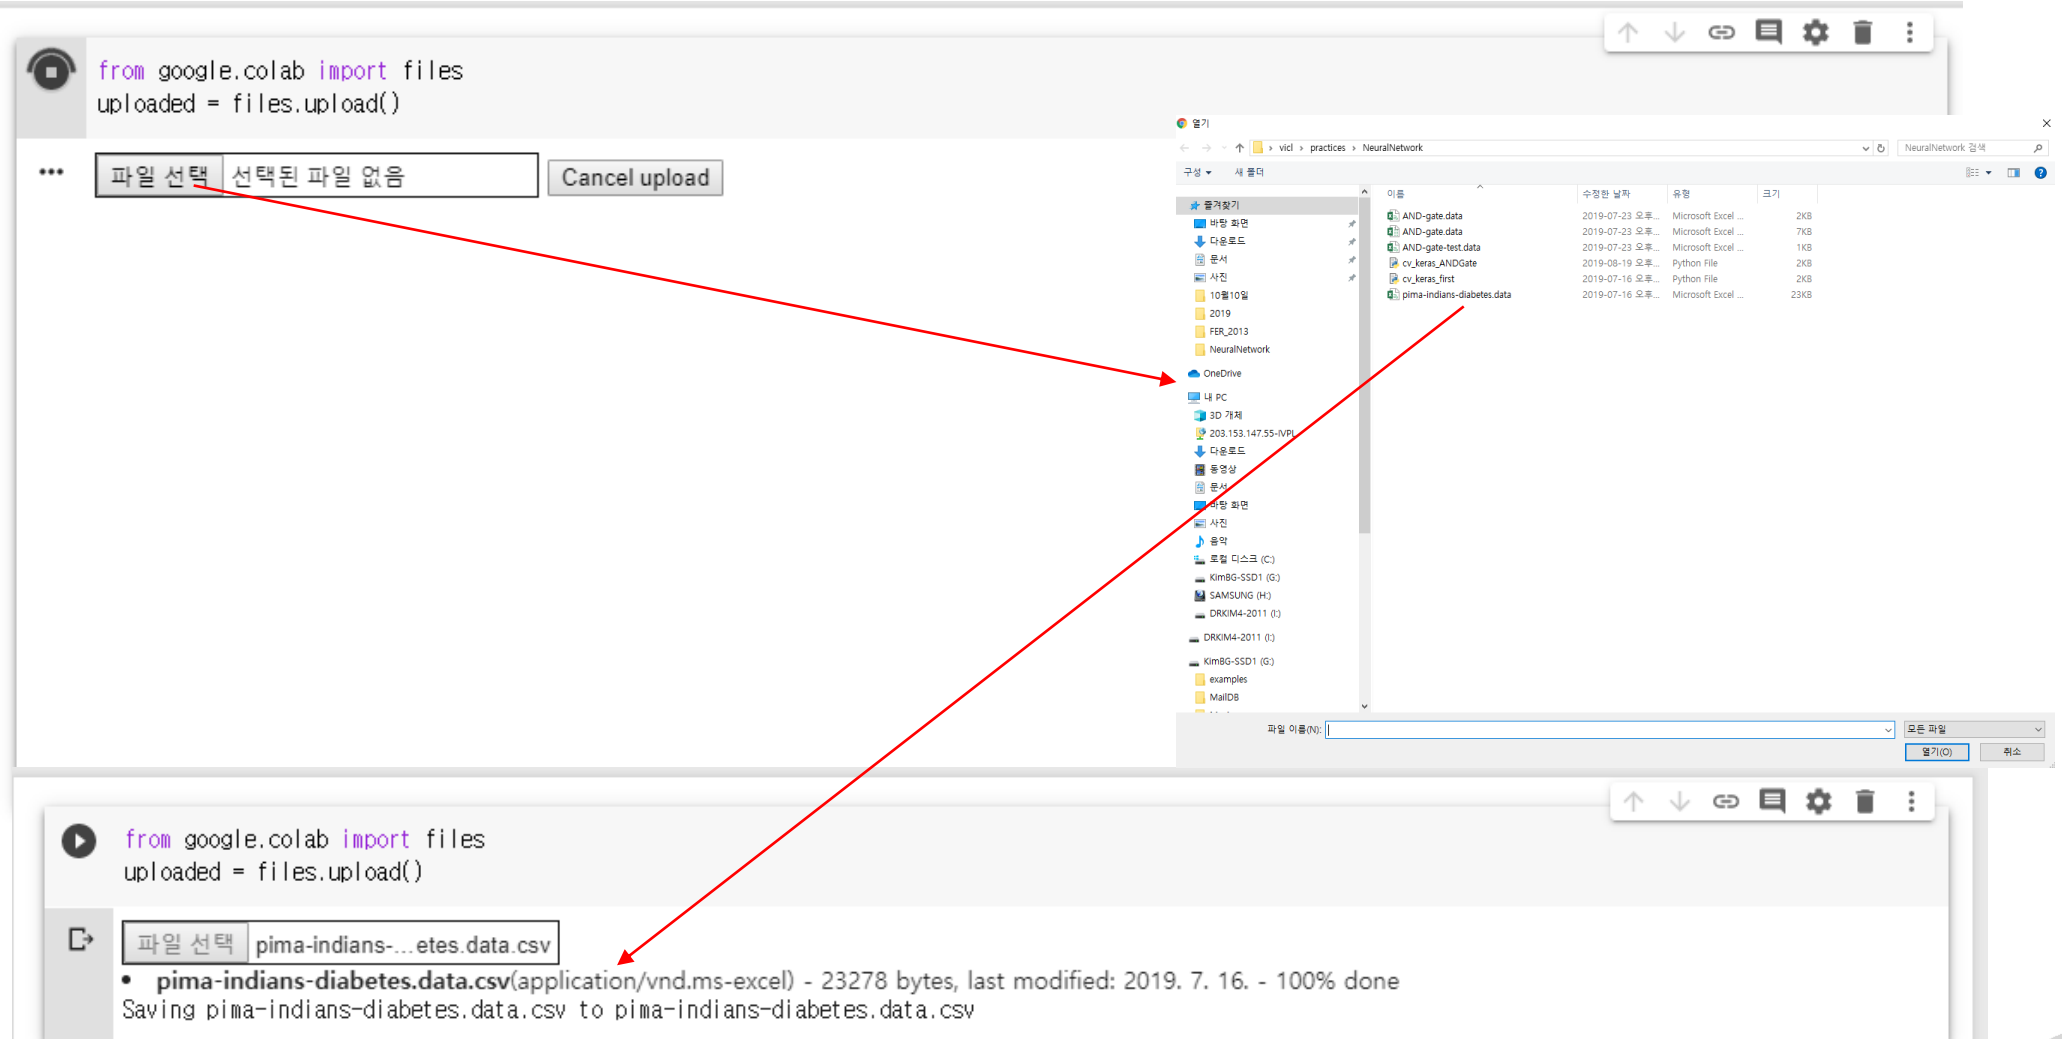 from google.colab import files
uploaded = files.upload()
파일 선택 선택된 파일 없음 Cancel upload
열기
vicl › practices › NeuralNetwork
NeuralNetwork 검색
구성 새 폴더
이름 수정한 날짜 유형 크기
즐겨찾기
바탕 화면
다운로드
문서
사진
10월10일
2019
FER_2013
NeuralNetwork
OneDrive
내 PC
3D 개체
203.153.147.55-IVPL
다운로드
동영상
문서
바탕 화면
사진
음악
로컬 디스크 (C:)
KimBG-SSD1 (G:)
SAMSUNG (H:)
DRKIM4-2011 (I:)
DRKIM4-2011 (I:)
KimBG-SSD1 (G:)
examples
MailDB
AND-gate.data 2019-07-23 오후... Microsoft Excel ... 2KB
AND-gate.data 2019-07-23 오후... Microsoft Excel ... 7KB
AND-gate-test.data 2019-07-23 오후... Microsoft Excel ... 1KB
cv_keras_ANDGate 2019-08-19 오후... Python File 2KB
cv_keras_first 2019-07-16 오후... Python File 2KB
pima-indians-diabetes.data 2019-07-16 오후... Microsoft Excel ... 23KB
파일 이름(N):
모든 파일
열기(O) 취소
from google.colab import files
uploaded = files.upload()
파일 선택 pima-indians-...etes.data.csv
• pima-indians-diabetes.data.csv(application/vnd.ms-excel) - 23278 bytes, last modified: 2019. 7. 16. - 100% done
Saving pima-indians-diabetes.data.csv to pima-indians-diabetes.data.csv